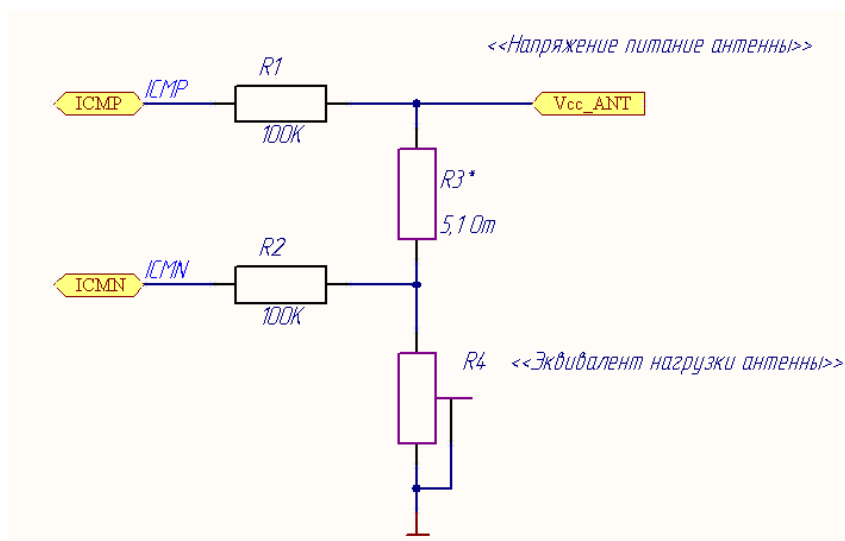 <<Напряжение питание антенны>>
R1
ICMP
ICMP
Vcc_ANT
100K
R3*
5,1 Om
R2
ICMN
ICMN
100K
R4
<<Эквивалент нагрузки антенны>>